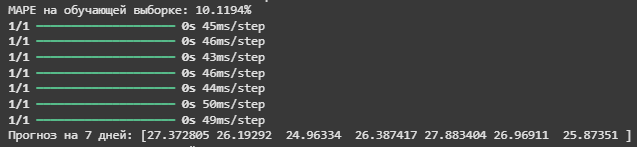 MAPE на обучающей выборке: 10.1194%
1/1 ━━━━━━━━━━━━━━━━━━━━ 0s 45ms/step
1/1 ━━━━━━━━━━━━━━━━━━━━ 0s 46ms/step
1/1 ━━━━━━━━━━━━━━━━━━━━ 0s 43ms/step
1/1 ━━━━━━━━━━━━━━━━━━━━ 0s 46ms/step
1/1 ━━━━━━━━━━━━━━━━━━━━ 0s 44ms/step
1/1 ━━━━━━━━━━━━━━━━━━━━ 0s 50ms/step
1/1 ━━━━━━━━━━━━━━━━━━━━ 0s 49ms/step
Прогноз на 7 дней: [27.372805 26.19292  24.96334  26.387417 27.883404 26.96911  25.87351 ]